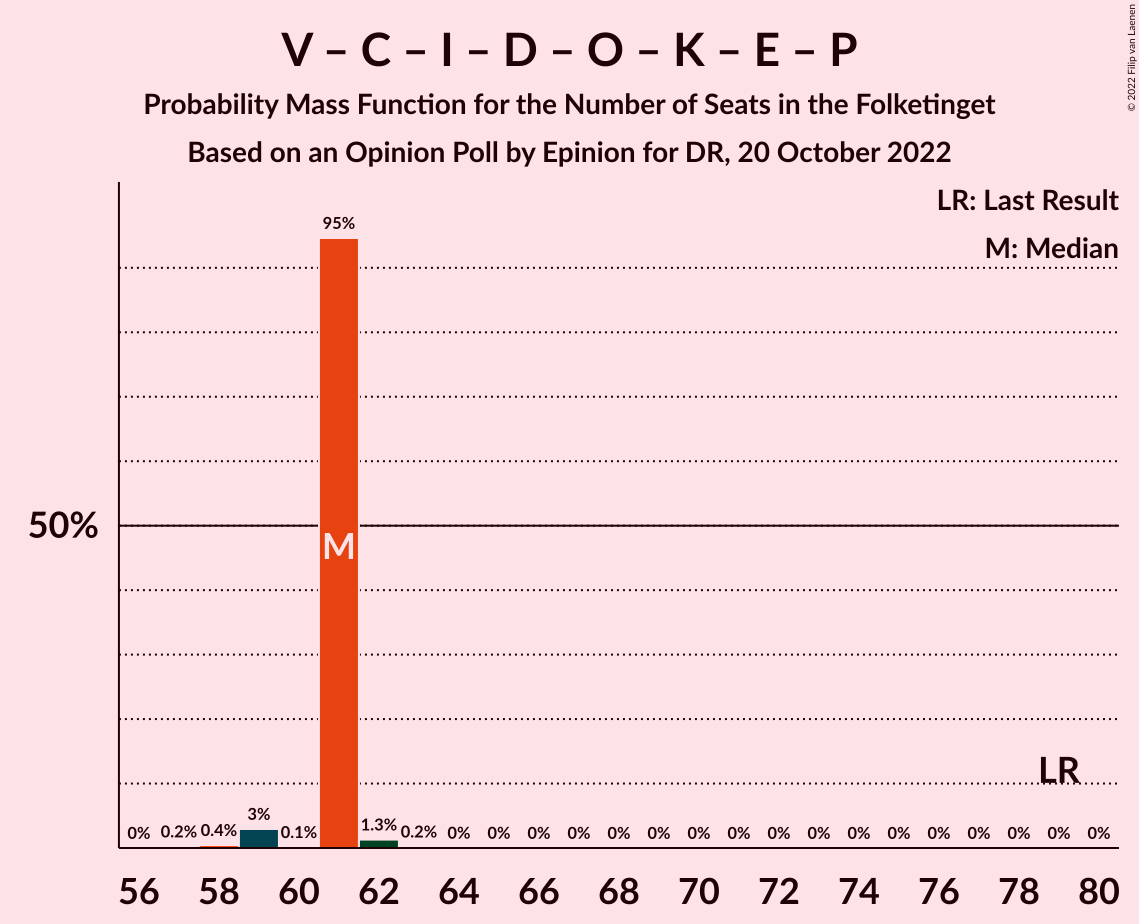 V – C – I – D – O – K – E – P
Probability Mass Function for the Number of Seats in the Folketinget
Based on an Opinion Poll by Epinion for DR, 20 October 2022
© 2022 Filip van Laenen
LR: Last Result
M: Median
95%
50%
M
LR
0% 0.2% 0.4% 3% 0.1% 1.3% 0.2% 0% 0% 0% 0% 0% 0% 0% 0% 0% 0% 0% 0% 0% 0% 0% 0% 0%
56 58 60 62 64 66 68 70 72 74 76 78 80